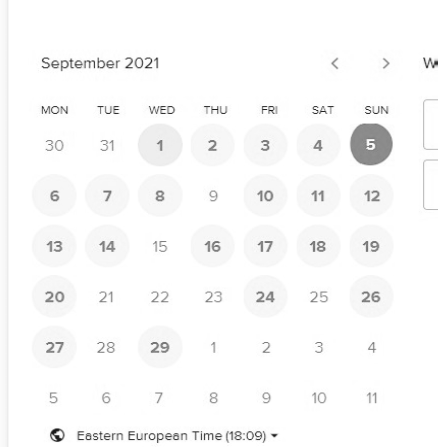 September 2021
MON TUE WED THU FRI SAT SUN
30 31 1 2 3 4 5
6 7 8 9 10 11 12
13 14 15 16 17 18 19
20 21 22 23 24 25 26
27 28 29 1 2 3 4
5 6 7 8 9 10 11
Eastern European Time (18:09)